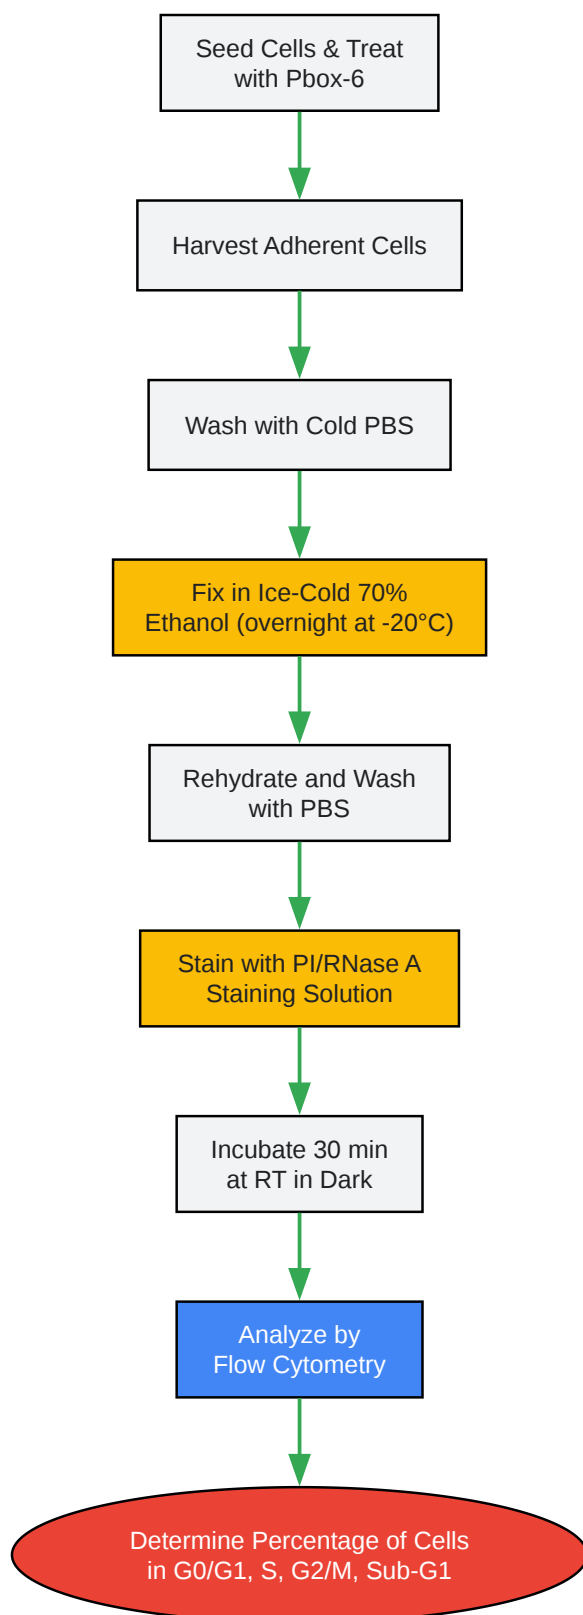 Seed Cells & Treat
with Pbox-6
Harvest Adherent Cells
Wash with Cold PBS
Fix in Ice-Cold 70%
Ethanol (overnight at -20°C)
Rehydrate and Wash
with PBS
Stain with PI/RNase A
Staining Solution
Incubate 30 min
at RT in Dark
Analyze by
Flow Cytometry
Determine Percentage of Cells
in G0/G1, S, G2/M, Sub-G1